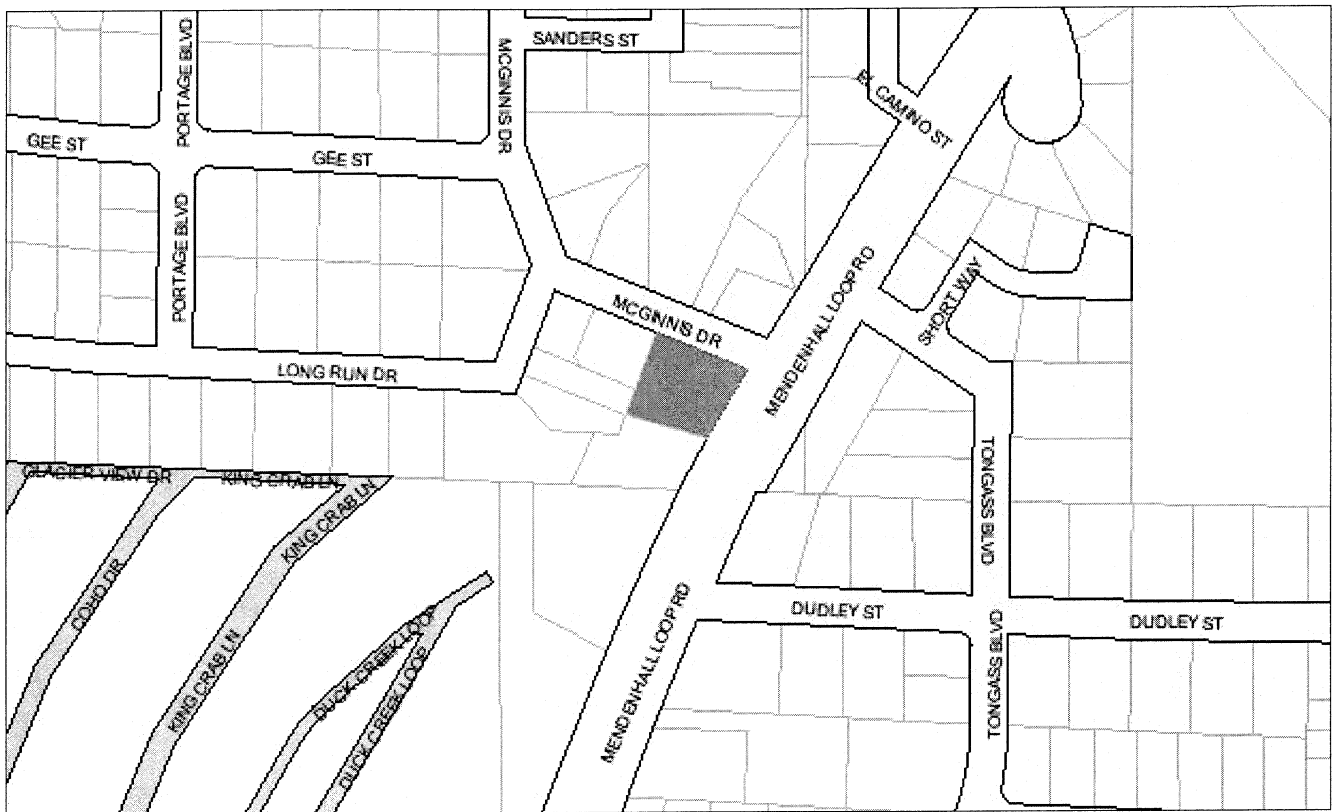 PORTAGE BLVD
SANDERS ST
MCGINNIS DR
EL CAMINO ST
GEE ST
GEE ST
PORTAGE BLVD
SHORT WAY
MENDENHALL LOOP RD
MCGINNIS DR
LONG RUN DR
GLACIER VIEW DR
KING CRAB LN
KING CRAB LN
TONGASS BLVD
COHO DR
DUCK CREEK LOOP
DUDLEY ST
DUDLEY ST
KING CRAB LN
MENDENHALL LOOP RD
TONGASS BLVD
DUCK CREEK LOOP